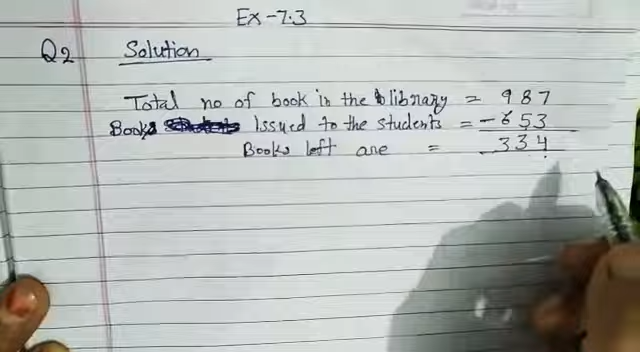 Ex-7.3
Q2 Solution
Total no of book in the library = 987
Books Issued to the students = -653
Books left are = 334